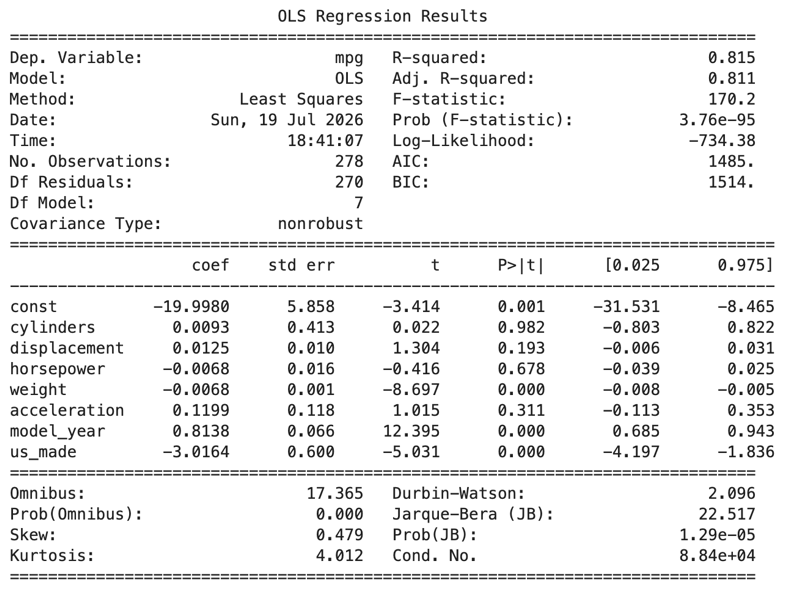 OLS Regression Results
==============================================================================
Dep. Variable:                    mpg   R-squared:                       0.815
Model:                            OLS   Adj. R-squared:                  0.811
Method:                 Least Squares   F-statistic:                     170.2
Date:                Sun, 19 Jul 2026   Prob (F-statistic):           3.76e-95
Time:                        18:41:07   Log-Likelihood:                -734.38
No. Observations:                 278   AIC:                             1485.
Df Residuals:                     270   BIC:                             1514.
Df Model:                           7
Covariance Type:            nonrobust
================================================================================
                   coef    std err          t      P>|t|      [0.025      0.975]
--------------------------------------------------------------------------------
const          -19.9980      5.858     -3.414      0.001     -31.531      -8.465
cylinders        0.0093      0.413      0.022      0.982      -0.803       0.822
displacement     0.0125      0.010      1.304      0.193      -0.006       0.031
horsepower      -0.0068      0.016     -0.416      0.678      -0.039       0.025
weight          -0.0068      0.001     -8.697      0.000      -0.008      -0.005
acceleration     0.1199      0.118      1.015      0.311      -0.113       0.353
model_year       0.8138      0.066     12.395      0.000       0.685       0.943
us_made         -3.0164      0.600     -5.031      0.000      -4.197      -1.836
==============================================================================
Omnibus:                       17.365   Durbin-Watson:                   2.096
Prob(Omnibus):                  0.000   Jarque-Bera (JB):               22.517
Skew:                           0.479   Prob(JB):                     1.29e-05
Kurtosis:                       4.012   Cond. No.                     8.84e+04
==============================================================================